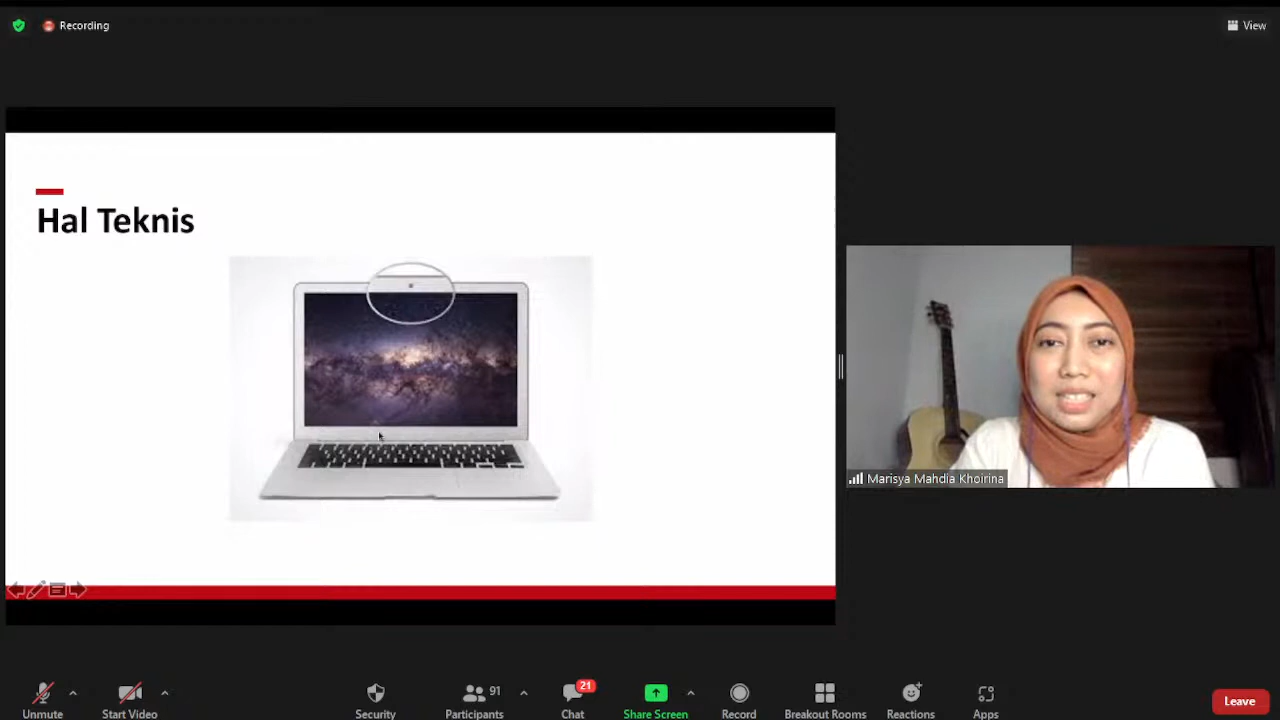 Recording
View
Hal Teknis
Marisya Mahdia Khoirina
91
21
Unmute
Start Video
Security
Participants
Chat
Share Screen
Record
Breakout Rooms
Reactions
Apps
Leave